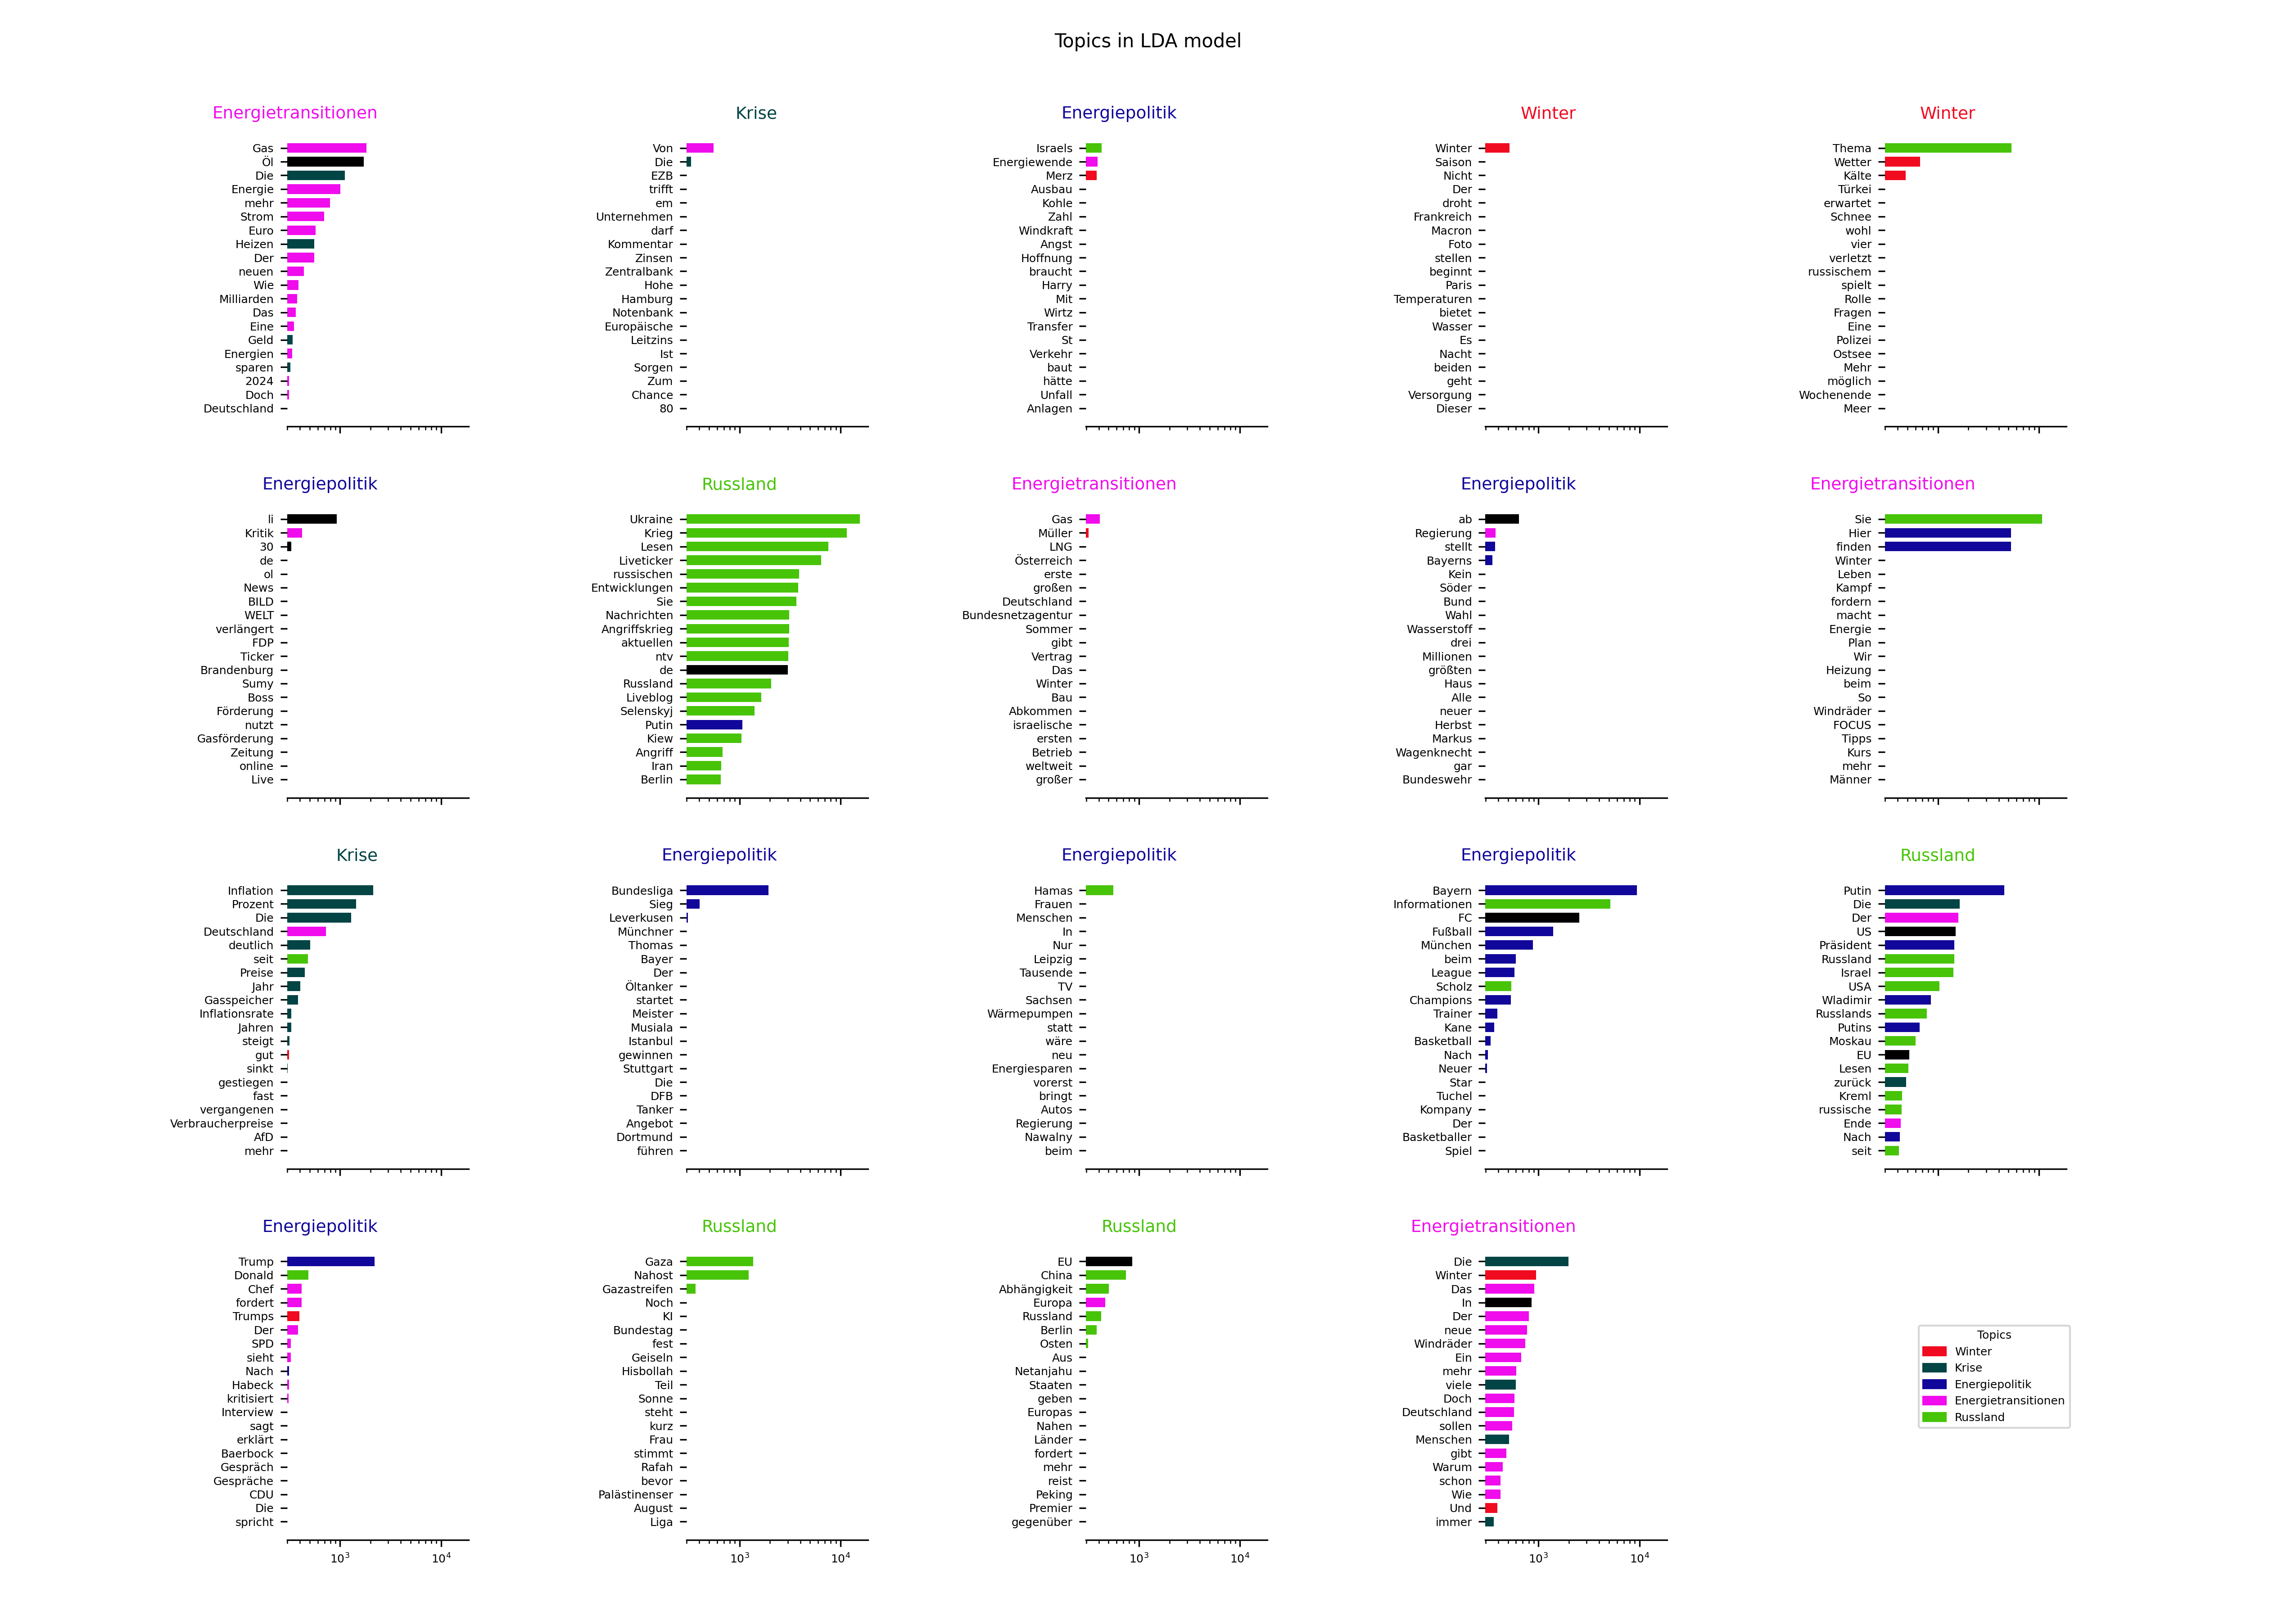 Topics in LDA model
Energietransitionen
Gas
Öl
Die
Energie
mehr
Strom
Euro
Heizen
Der
neuen
Wie
Milliarden
Das
Eine
Geld
Energien
sparen
2024
Doch
Deutschland
Krise
Von
Die
EZB
trifft
em
Unternehmen
darf
Kommentar
Zinsen
Zentralbank
Hohe
Hamburg
Notenbank
Europäische
Leitzins
Ist
Sorgen
Zum
Chance
80
Energiepolitik
Israels
Energiewende
Merz
Ausbau
Kohle
Zahl
Windkraft
Angst
Hoffnung
braucht
Harry
Mit
Wirtz
Transfer
St
Verkehr
baut
hätte
Unfall
Anlagen
Winter
Winter
Saison
Nicht
Der
droht
Frankreich
Macron
Foto
stellen
beginnt
Paris
Temperaturen
bietet
Wasser
Es
Nacht
beiden
geht
Versorgung
Dieser
Winter
Thema
Wetter
Kälte
Türkei
erwartet
Schnee
wohl
vier
verletzt
russischem
spielt
Rolle
Fragen
Eine
Polizei
Ostsee
Mehr
möglich
Wochenende
Meer
Energiepolitik
li
Kritik
30
de
ol
News
BILD
WELT
verlängert
FDP
Ticker
Brandenburg
Sumy
Boss
Förderung
nutzt
Gasförderung
Zeitung
online
Live
Russland
Ukraine
Krieg
Lesen
Liveticker
russischen
Entwicklungen
Sie
Nachrichten
Angriffskrieg
aktuellen
ntv
de
Russland
Liveblog
Selenskyj
Putin
Kiew
Angriff
Iran
Berlin
Energietransitionen
Gas
Müller
LNG
Österreich
erste
großen
Deutschland
Bundesnetzagentur
Sommer
gibt
Vertrag
Das
Winter
Bau
Abkommen
israelische
ersten
Betrieb
weltweit
großer
Energiepolitik
ab
Regierung
stellt
Bayerns
Kein
Söder
Bund
Wahl
Wasserstoff
drei
Millionen
größten
Haus
Alle
neuer
Herbst
Markus
Wagenknecht
gar
Bundeswehr
Energietransitionen
Sie
Hier
finden
Winter
Leben
Kampf
fordern
macht
Energie
Plan
Wir
Heizung
beim
So
Windräder
FOCUS
Tipps
Kurs
mehr
Männer
Krise
Inflation
Prozent
Die
Deutschland
deutlich
seit
Preise
Jahr
Gasspeicher
Inflationsrate
Jahren
steigt
gut
sinkt
gestiegen
fast
vergangenen
Verbraucherpreise
AfD
mehr
Energiepolitik
Bundesliga
Sieg
Leverkusen
Münchner
Thomas
Bayer
Der
Öltanker
startet
Meister
Musiala
Istanbul
gewinnen
Stuttgart
Die
DFB
Tanker
Angebot
Dortmund
führen
Energiepolitik
Hamas
Frauen
Menschen
In
Nur
Leipzig
Tausende
TV
Sachsen
Wärmepumpen
statt
wäre
neu
Energiesparen
vorerst
bringt
Autos
Regierung
Nawalny
beim
Energiepolitik
Bayern
Informationen
FC
Fußball
München
beim
League
Scholz
Champions
Trainer
Kane
Basketball
Nach
Neuer
Star
Tuchel
Kompany
Der
Basketballer
Spiel
Russland
Putin
Die
Der
US
Präsident
Russland
Israel
USA
Wladimir
Russlands
Putins
Moskau
EU
Lesen
zurück
Kreml
russische
Ende
Nach
seit
Energiepolitik
Trump
Donald
Chef
fordert
Trumps
Der
SPD
sieht
Nach
Habeck
kritisiert
Interview
sagt
erklärt
Baerbock
Gespräch
Gespräche
CDU
Die
spricht
10³ 10⁴
Russland
Gaza
Nahost
Gazastreifen
Noch
KI
Bundestag
fest
Geiseln
Hisbollah
Teil
Sonne
steht
kurz
Frau
stimmt
Rafah
bevor
Palästinenser
August
Liga
10³ 10⁴
Russland
EU
China
Abhängigkeit
Europa
Russland
Berlin
Osten
Aus
Netanjahu
Staaten
geben
Europas
Nahen
Länder
fordert
mehr
reist
Peking
Premier
gegenüber
10³ 10⁴
Energietransitionen
Die
Winter
Das
In
Der
neue
Windräder
Ein
mehr
viele
Doch
Deutschland
sollen
Menschen
gibt
Warum
schon
Wie
Und
immer
10³ 10⁴
Topics
Winter
Krise
Energiepolitik
Energietransitionen
Russland